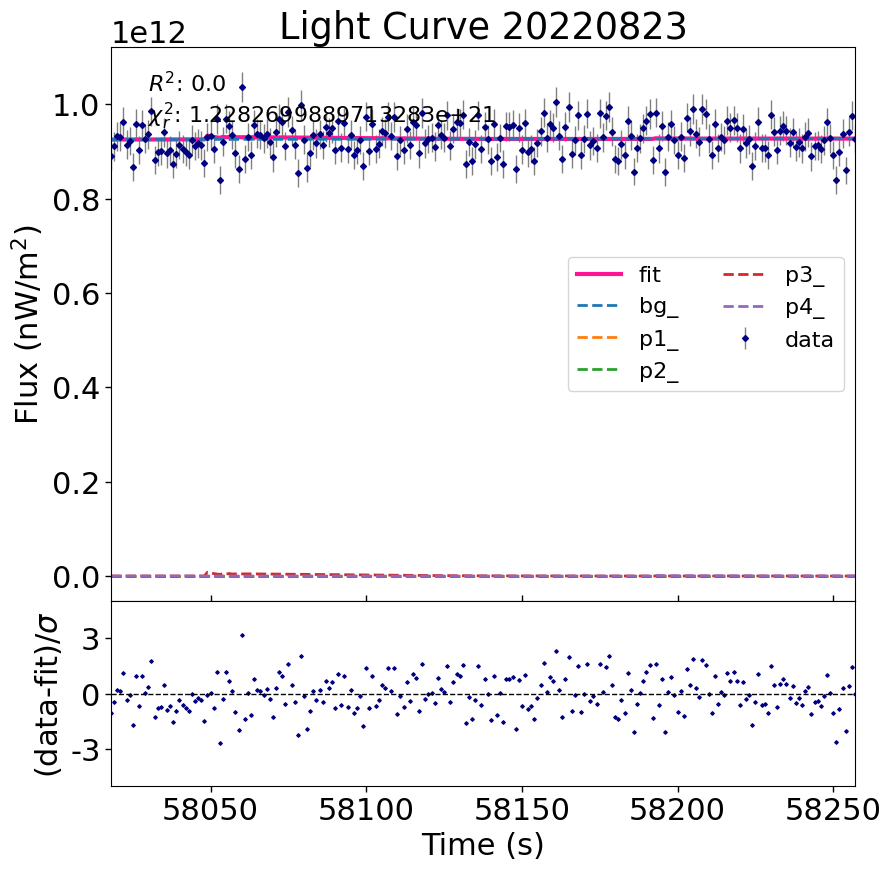 Light Curve 20220823
1e12
R²: 0.0
χ²: 1.2282699889713283e+21
1.0
0.8
0.6
0.4
0.2
0.0
Flux (nW/m²)
fit
bg_
p1_
p2_
p3_
p4_
data
3
0
-3
(data-fit)/σ
58050
58100
58150
58200
58250
Time (s)